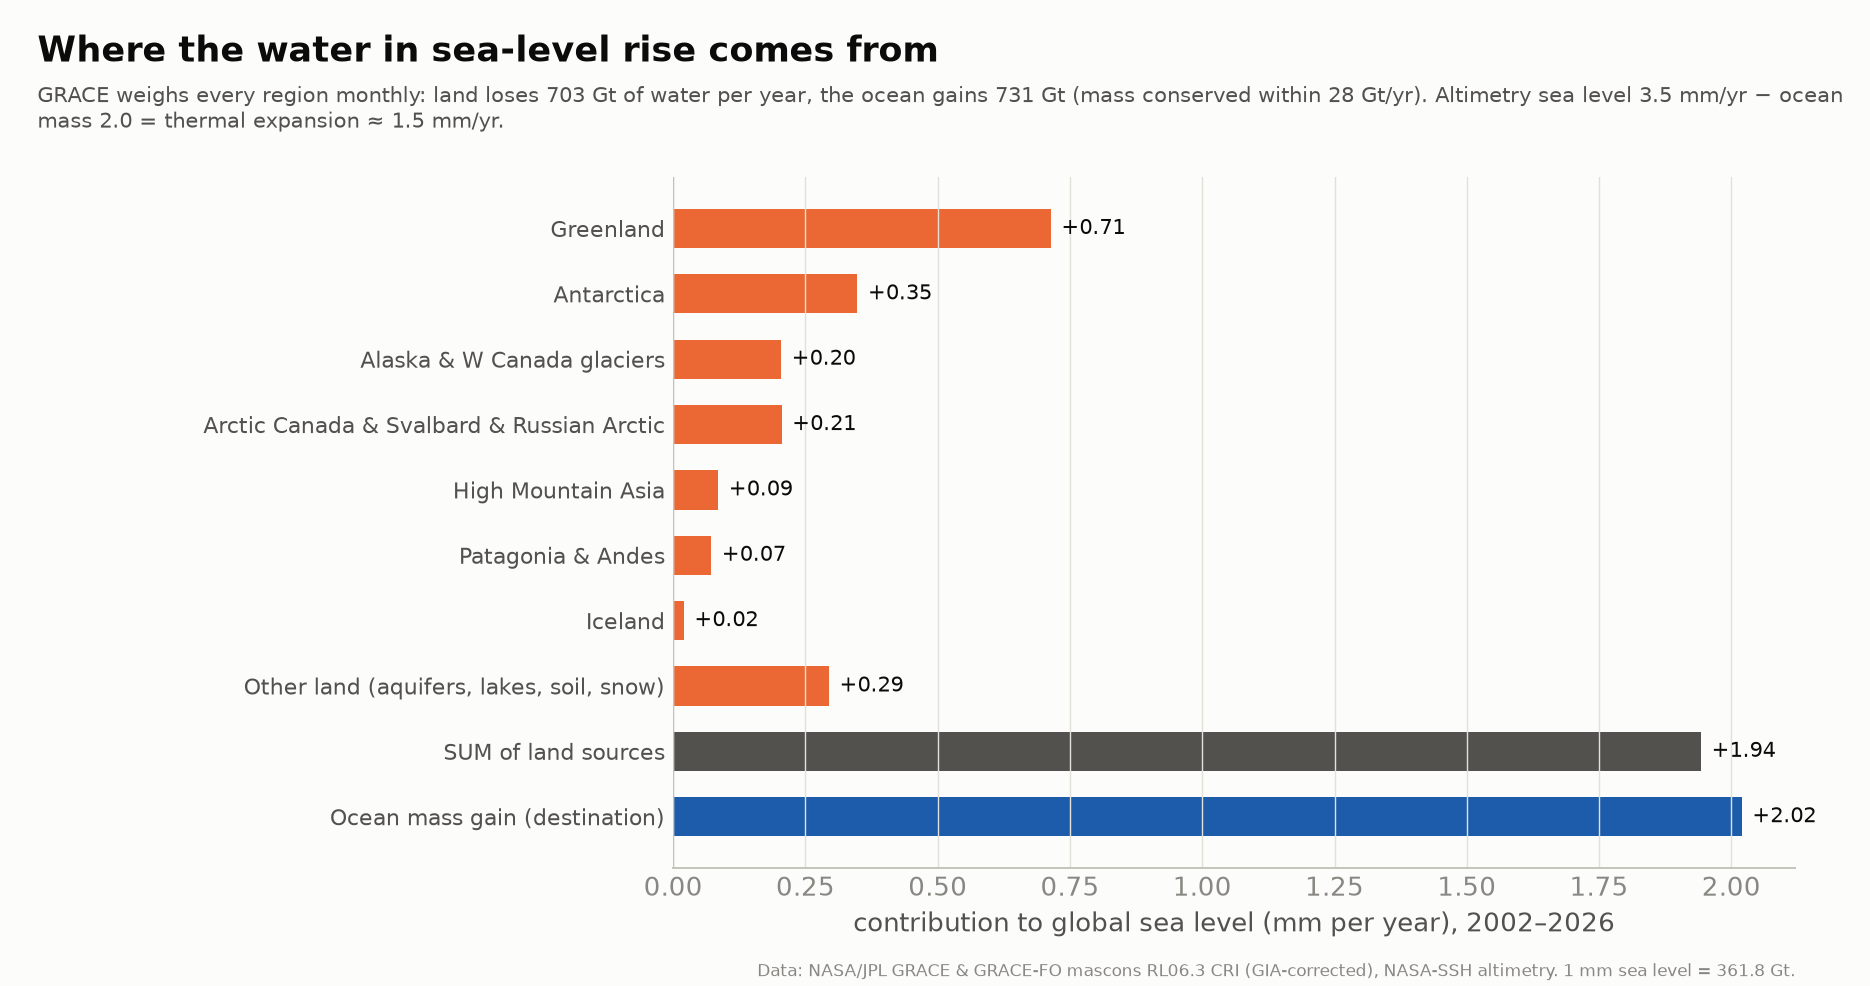 Where the water in sea-level rise comes from
GRACE weighs every region monthly: land loses 703 Gt of water per year, the ocean gains 731 Gt (mass conserved within 28 Gt/yr). Altimetry sea level 3.5 mm/yr − ocean
mass 2.0 = thermal expansion ≈ 1.5 mm/yr.
Greenland +0.71
Antarctica +0.35
Alaska & W Canada glaciers +0.20
Arctic Canada & Svalbard & Russian Arctic +0.21
High Mountain Asia +0.09
Patagonia & Andes +0.07
Iceland +0.02
Other land (aquifers, lakes, soil, snow) +0.29
SUM of land sources +1.94
Ocean mass gain (destination) +2.02
0.00 0.25 0.50 0.75 1.00 1.25 1.50 1.75 2.00
contribution to global sea level (mm per year), 2002–2026
Data: NASA/JPL GRACE & GRACE-FO mascons RL06.3 CRI (GIA-corrected), NASA-SSH altimetry. 1 mm sea level = 361.8 Gt.